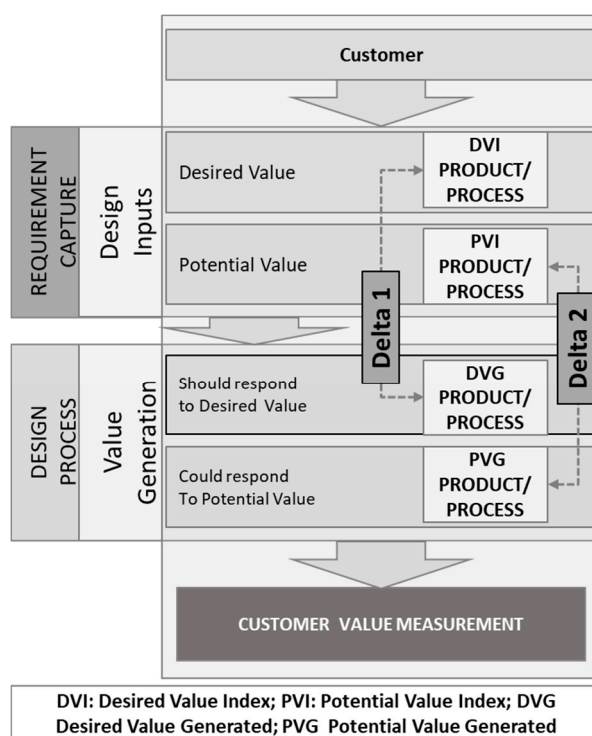 Customer
REQUIREMENT
CAPTURE
Design
Inputs
Desired Value
DVI
PRODUCT/
PROCESS
Potential Value
PVI
PRODUCT/
PROCESS
Delta 1
Delta 2
DESIGN
PROCESS
Value
Generation
Should respond
to Desired Value
DVG
PRODUCT/
PROCESS
Could respond
To Potential Value
PVG
PRODUCT/
PROCESS
CUSTOMER VALUE MEASUREMENT
DVI: Desired Value Index; PVI: Potential Value Index; DVG
Desired Value Generated; PVG Potential Value Generated